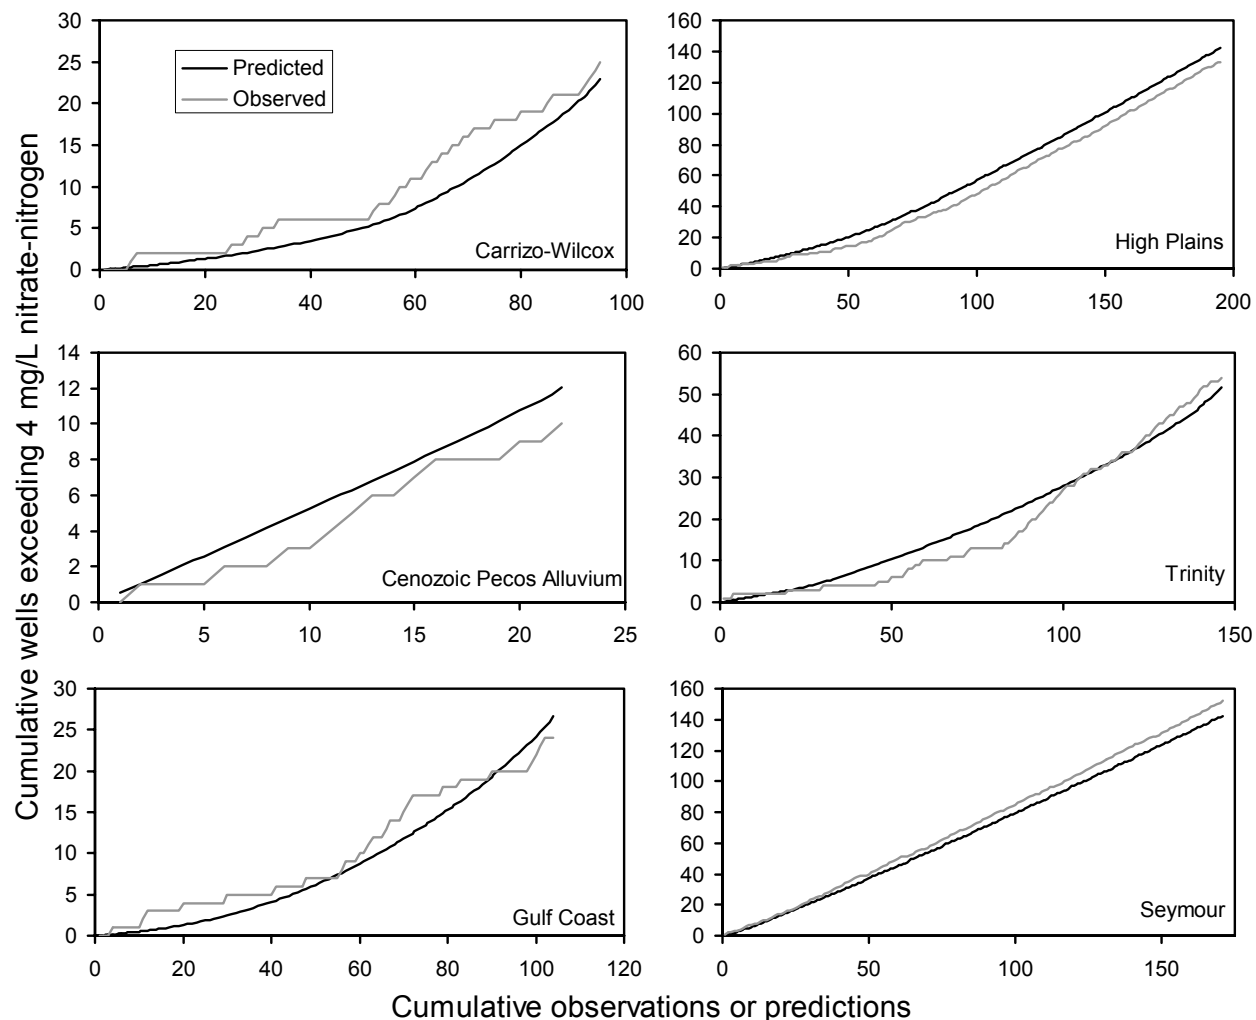 Cumulative wells exceeding 4 mg/L nitrate-nitrogen
30
25
20
15
10
5
0
0 20 40 60 80 100
Predicted
Observed
Carrizo-Wilcox
160
140
120
100
80
60
40
20
0
0 50 100 150 200
High Plains
14
12
10
8
6
4
2
0
0 5 10 15 20 25
Cenozoic Pecos Alluvium
60
50
40
30
20
10
0
0 50 100 150
Trinity
30
25
20
15
10
5
0
0 20 40 60 80 100 120
Gulf Coast
160
140
120
100
80
60
40
20
0
0 50 100 150
Seymour
Cumulative observations or predictions